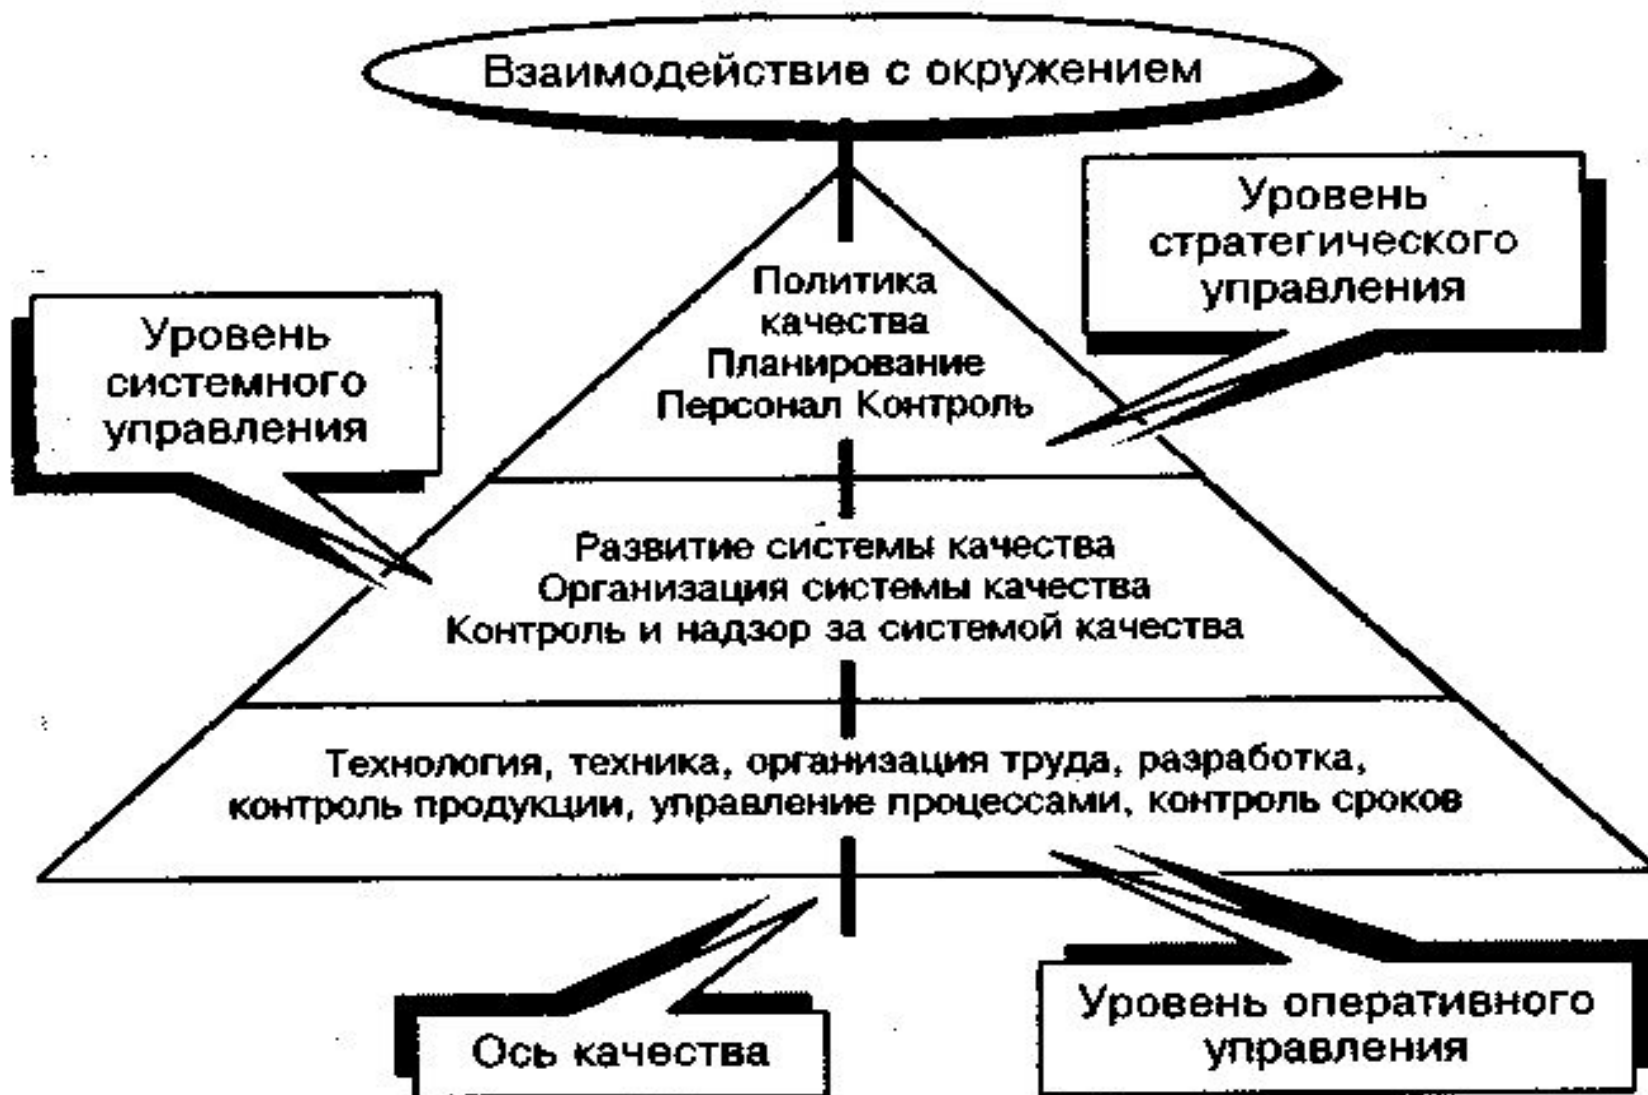 Взаимодействие с окружением
Уровень
стратегического
управления
Уровень
системного
управления
Политика
качества
Планирование
Персонал Контроль
Развитие системы качества
Организация системы качества
Контроль и надзор за системой качества
Технология, техника, организация труда, разработка,
контроль продукции, управление процессами, контроль сроков
Ось качества
Уровень оперативного
управления